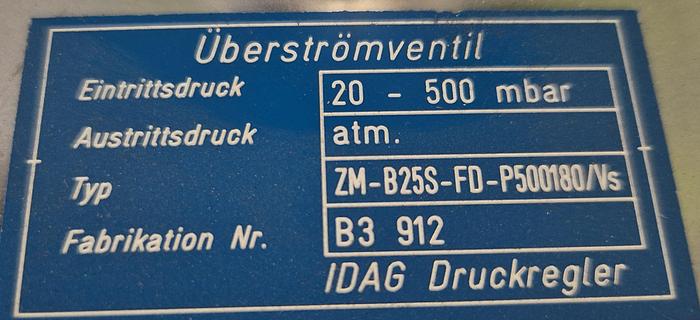 Überströmventil
Eintrittsdruck 20 - 500 mbar
Austrittsdruck atm.
Typ ZM-B25S-FD-P500180/Vs
Fabrikation Nr. B3 912
IDAG Druckregler